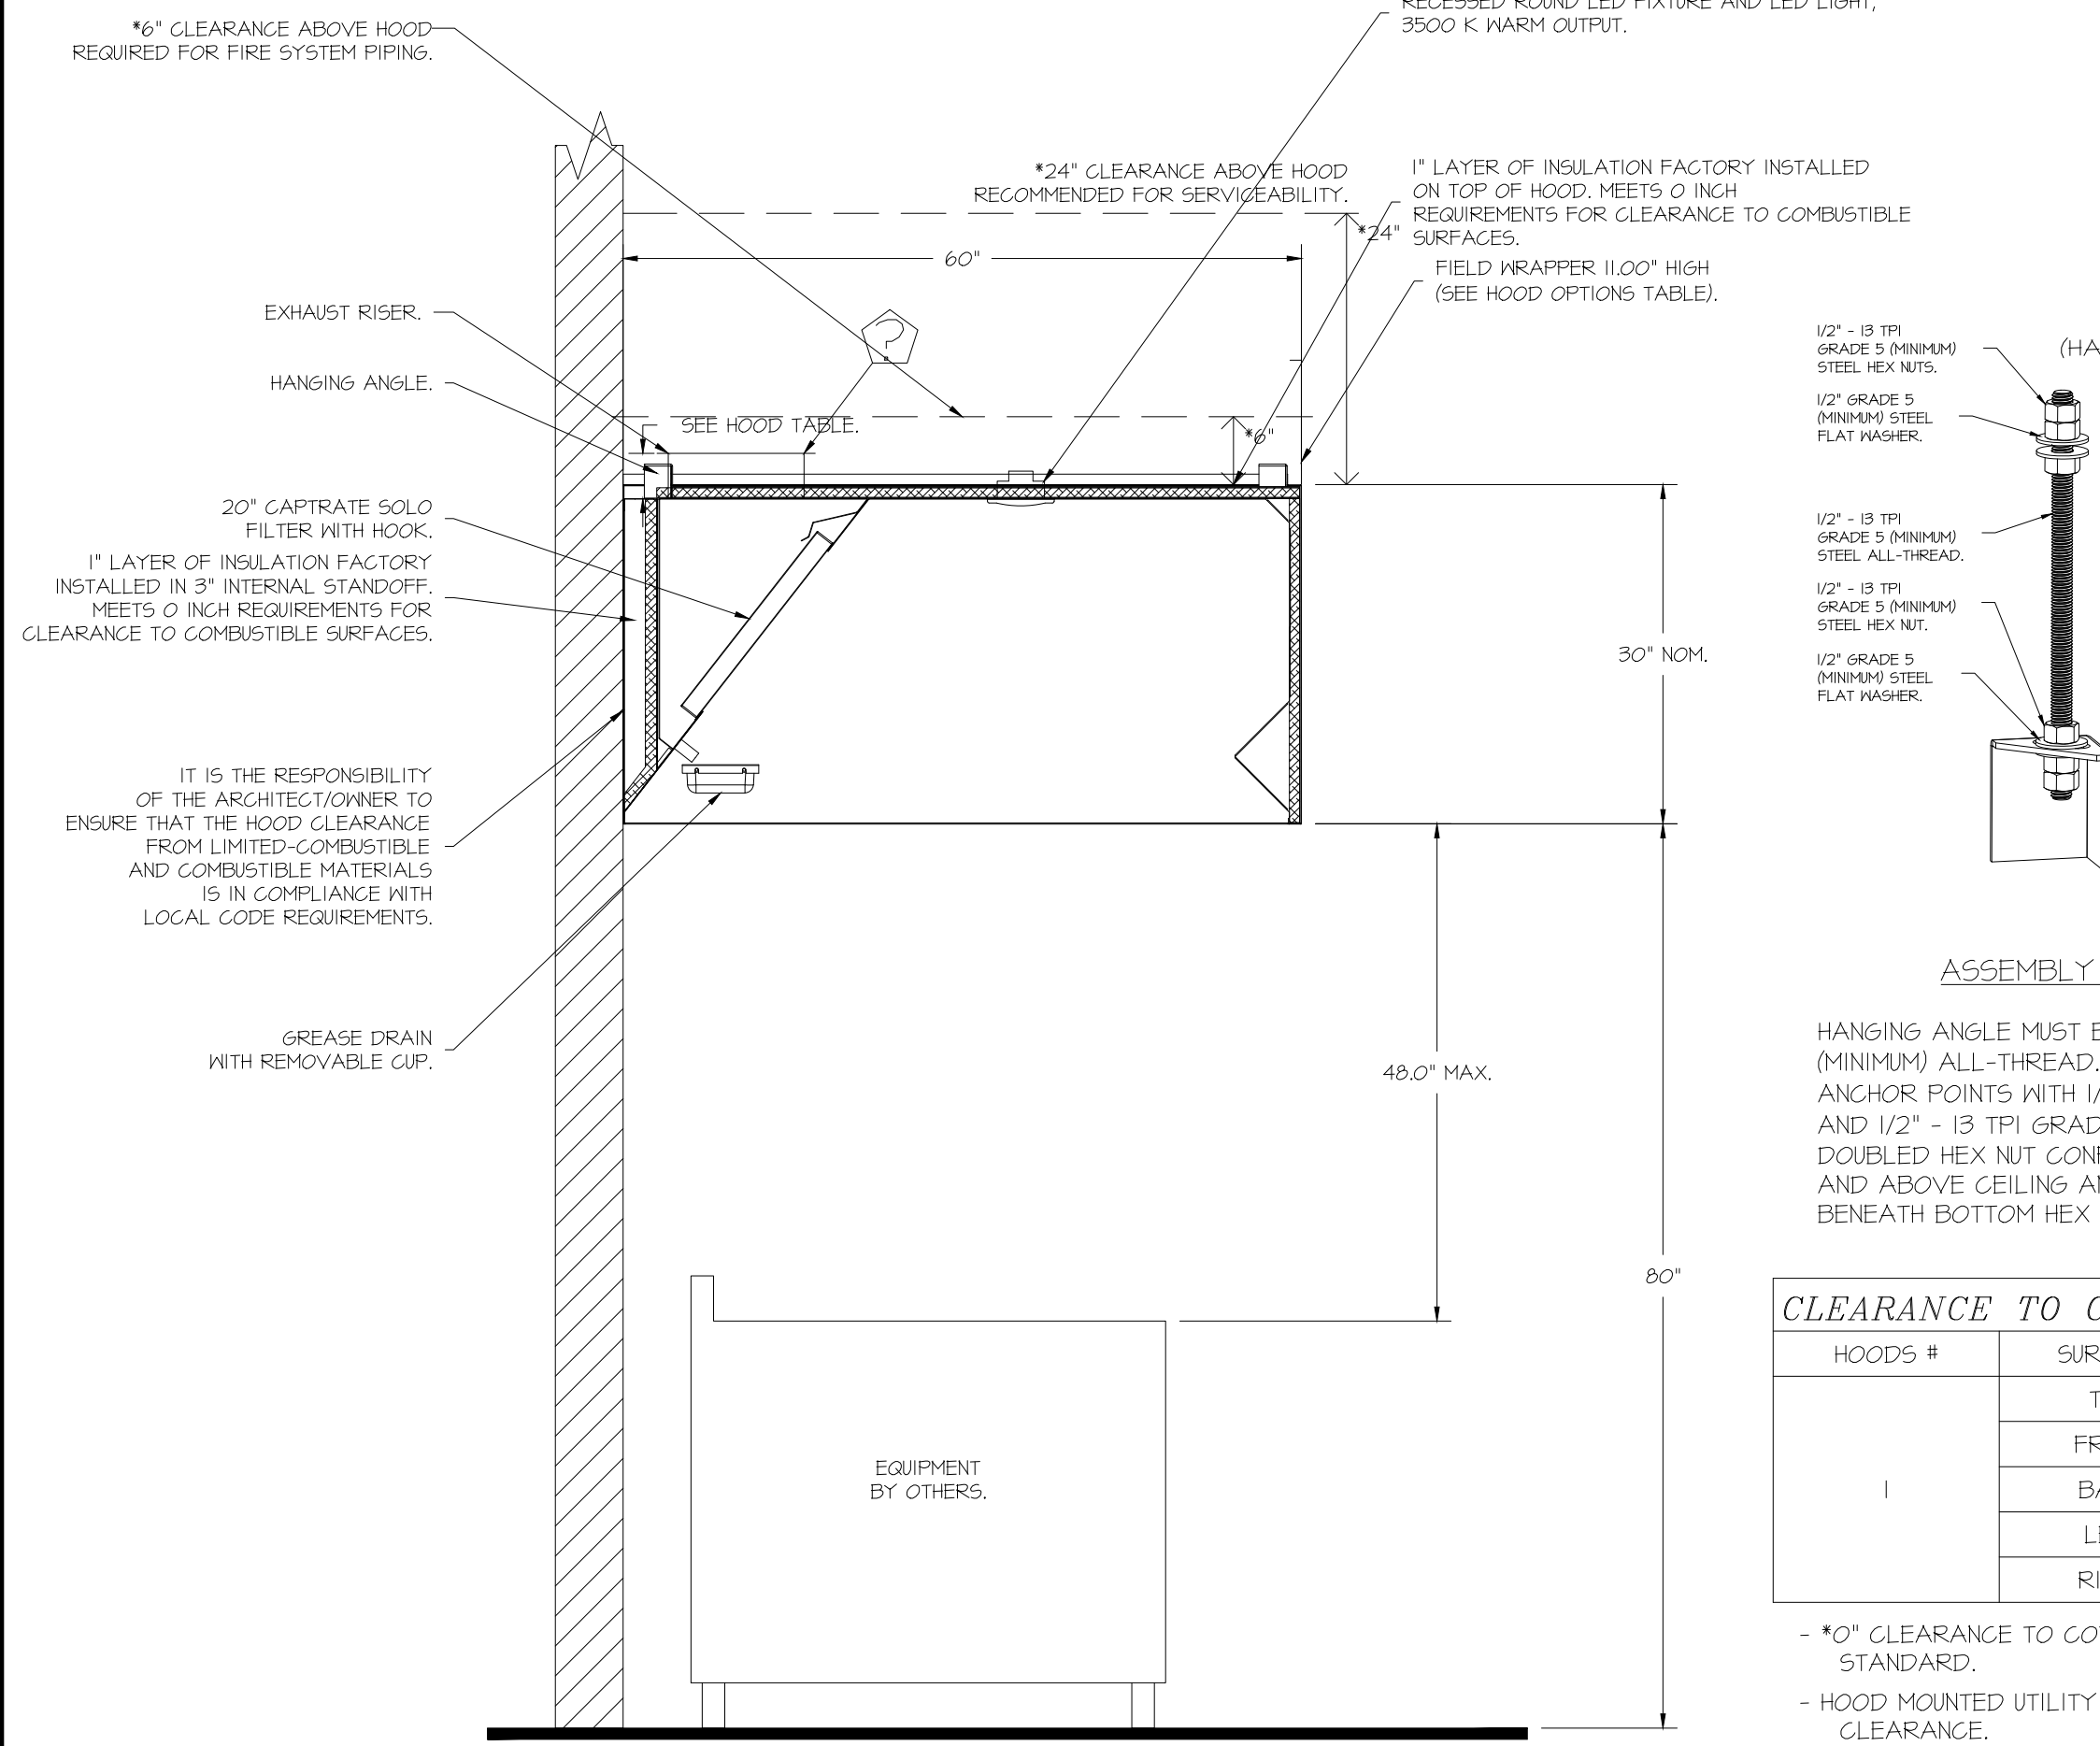 *6" CLEARANCE ABOVE HOOD
REQUIRED FOR FIRE SYSTEM PIPING.
RECESSED ROUND LED FIXTURE AND LED LIGHT,
3500 K WARM OUTPUT.
*24" CLEARANCE ABOVE HOOD
RECOMMENDED FOR SERVICEABILITY.
1" LAYER OF INSULATION FACTORY INSTALLED
ON TOP OF HOOD. MEETS 0 INCH
REQUIREMENTS FOR CLEARANCE TO COMBUSTIBLE
SURFACES.
*24"
60"
FIELD WRAPPER 11.00" HIGH
(SEE HOOD OPTIONS TABLE).
EXHAUST RISER.
?
HANGING ANGLE.
SEE HOOD TABLE.
*6"
20" CAPTRATE SOLO
FILTER WITH HOOK.
1" LAYER OF INSULATION FACTORY
INSTALLED IN 3" INTERNAL STANDOFF.
MEETS 0 INCH REQUIREMENTS FOR
CLEARANCE TO COMBUSTIBLE SURFACES.
30" NOM.
IT IS THE RESPONSIBILITY
OF THE ARCHITECT/OWNER TO
ENSURE THAT THE HOOD CLEARANCE
FROM LIMITED-COMBUSTIBLE
AND COMBUSTIBLE MATERIALS
IS IN COMPLIANCE WITH
LOCAL CODE REQUIREMENTS.
GREASE DRAIN
WITH REMOVABLE CUP.
48.0" MAX.
80"
EQUIPMENT
BY OTHERS.
(HA
1/2" - 13 TPI
GRADE 5 (MINIMUM)
STEEL HEX NUTS.
1/2" GRADE 5
(MINIMUM) STEEL
FLAT WASHER.
1/2" - 13 TPI
GRADE 5 (MINIMUM)
STEEL ALL-THREAD.
1/2" - 13 TPI
GRADE 5 (MINIMUM)
STEEL HEX NUT.
1/2" GRADE 5
(MINIMUM) STEEL
FLAT WASHER.
ASSEMBLY
HANGING ANGLE MUST
(MINIMUM) ALL-THREAD.
ANCHOR POINTS WITH 1/
AND 1/2" - 13 TPI GRAD
DOUBLED HEX NUT CON
AND ABOVE CEILING A
BENEATH BOTTOM HEX
CLEARANCE TO C
HOODS # SUR
1
T
FR
BA
L
RI
- *0" CLEARANCE TO CO
STANDARD.
- HOOD MOUNTED UTILITY
CLEARANCE.